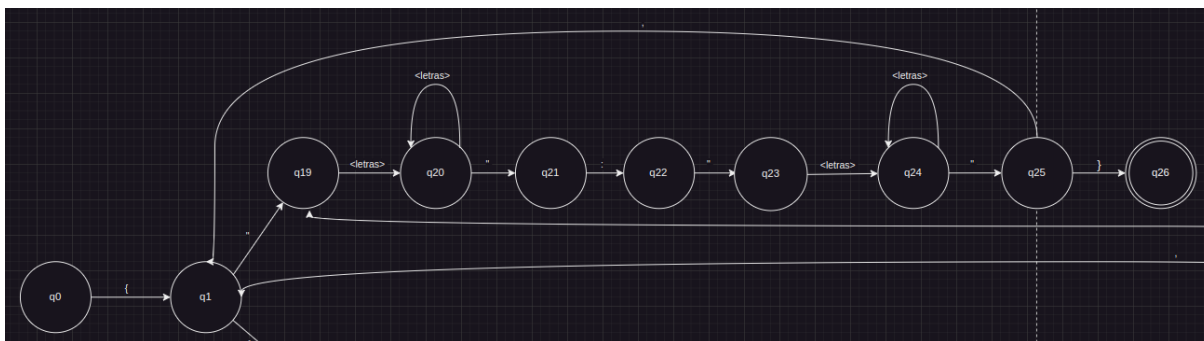 ,
<letras> <letras>
q19 <letras> q20 " q21 : q22 " q23 <letras> q24 " q25 } q26
"
,
q0 { q1